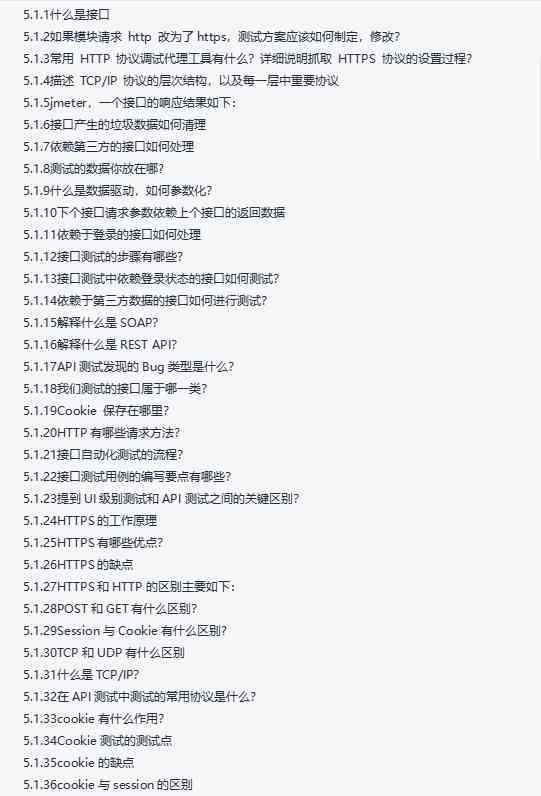 5.1.1什么是接口
5.1.2如果模块请求 http 改为了https，测试方案应该如何制定，修改？
5.1.3常用 HTTP 协议调试代理工具有什么？详细说明抓取 HTTPS 协议的设置过程？
5.1.4描述 TCP/IP 协议的层次结构，以及每一层中重要协议
5.1.5jmeter，一个接口的响应结果如下：
5.1.6接口产生的垃圾数据如何清理
5.1.7依赖第三方的接口如何处理
5.1.8测试的数据你放在哪？
5.1.9什么是数据驱动，如何参数化？
5.1.10下个接口请求参数依赖上个接口的返回数据
5.1.11依赖于登录的接口如何处理
5.1.12接口测试的步骤有哪些？
5.1.13接口测试中依赖登录状态的接口如何测试？
5.1.14依赖于第三方数据的接口如何进行测试？
5.1.15解释什么是 SOAP？
5.1.16解释什么是 REST API？
5.1.17API 测试发现的 Bug 类型是什么？
5.1.18我们测试的接口属于哪一类？
5.1.19Cookie 保存在哪里？
5.1.20HTTP 有哪些请求方法？
5.1.21接口自动化测试的流程？
5.1.22接口测试用例的编写要点有哪些？
5.1.23提到 UI 级别测试和 API 测试之间的关键区别？
5.1.24HTTPS 的工作原理
5.1.25HTTPS 有哪些优点？
5.1.26HTTPS 的缺点
5.1.27HTTPS 和 HTTP 的区别主要如下：
5.1.28POST 和 GET 有什么区别？
5.1.29Session 与 Cookie 有什么区别？
5.1.30TCP 和 UDP 有什么区别
5.1.31什么是 TCP/IP？
5.1.32在 API 测试中测试的常用协议是什么？
5.1.33cookie 有什么作用？
5.1.34Cookie 测试的测试点
5.1.35cookie 的缺点
5.1.36cookie 与 session 的区别